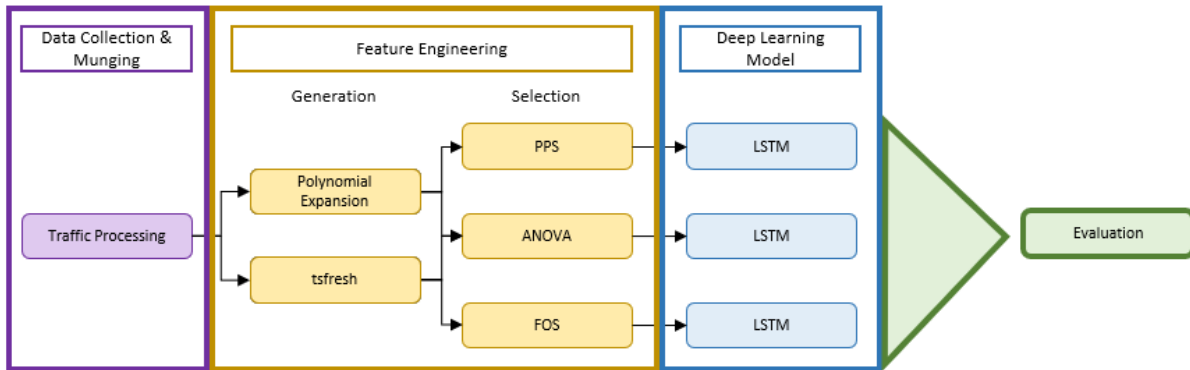 Data Collection &
Munging
Feature Engineering
Deep Learning
Model
Generation
Selection
PPS
LSTM
Polynomial
Expansion
Traffic Processing
ANOVA
LSTM
Evaluation
tsfresh
FOS
LSTM